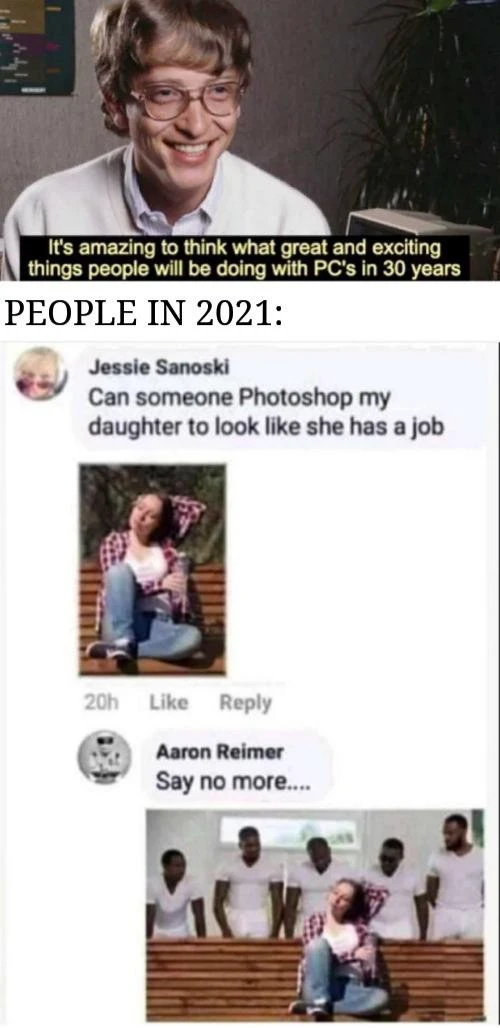 It's amazing to think what great and exciting
things people will be doing with PC's in 30 years
PEOPLE IN 2021:
Jessie Sanoski
Can someone Photoshop my
daughter to look like she has a job
20h Like Reply
Aaron Reimer
Say no more....